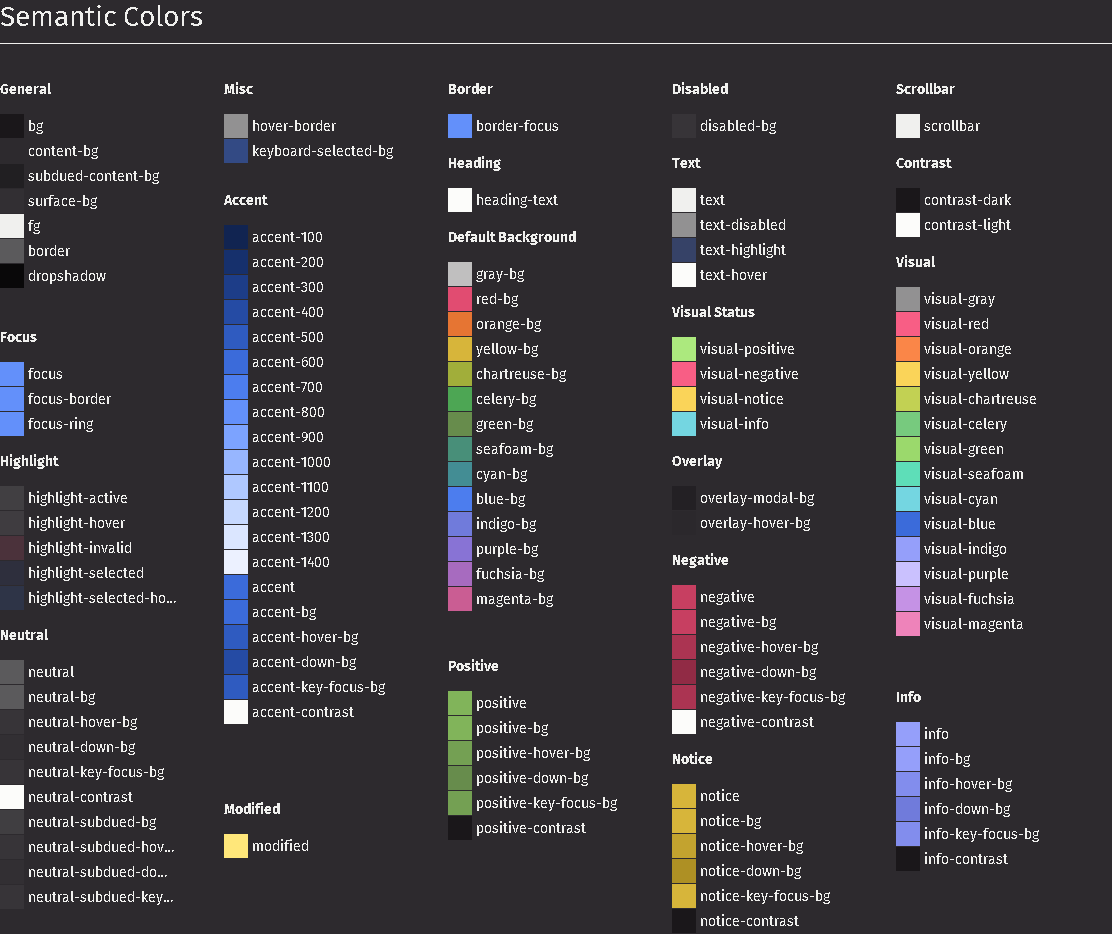 Semantic Colors
General
bg
content-bg
subdued-content-bg
surface-bg
fg
border
dropshadow
Focus
focus
focus-border
focus-ring
Highlight
highlight-active
highlight-hover
highlight-invalid
highlight-selected
highlight-selected-ho...
Neutral
neutral
neutral-bg
neutral-hover-bg
neutral-down-bg
neutral-key-focus-bg
neutral-contrast
neutral-subdued-bg
neutral-subdued-hov...
neutral-subdued-do...
neutral-subdued-key...
Misc
hover-border
keyboard-selected-bg
Accent
accent-100
accent-200
accent-300
accent-400
accent-500
accent-600
accent-700
accent-800
accent-900
accent-1000
accent-1100
accent-1200
accent-1300
accent-1400
accent
accent-bg
accent-hover-bg
accent-down-bg
accent-key-focus-bg
accent-contrast
Modified
modified
Border
border-focus
Heading
heading-text
Default Background
gray-bg
red-bg
orange-bg
yellow-bg
chartreuse-bg
celery-bg
green-bg
seafoam-bg
cyan-bg
blue-bg
indigo-bg
purple-bg
fuchsia-bg
magenta-bg
Positive
positive
positive-bg
positive-hover-bg
positive-down-bg
positive-key-focus-bg
positive-contrast
Disabled
disabled-bg
Text
text
text-disabled
text-highlight
text-hover
Visual Status
visual-positive
visual-negative
visual-notice
visual-info
Overlay
overlay-modal-bg
overlay-hover-bg
Negative
negative
negative-bg
negative-hover-bg
negative-down-bg
negative-key-focus-bg
negative-contrast
Notice
notice
notice-bg
notice-hover-bg
notice-down-bg
notice-key-focus-bg
notice-contrast
Scrollbar
scrollbar
Contrast
contrast-dark
contrast-light
Visual
visual-gray
visual-red
visual-orange
visual-yellow
visual-chartreuse
visual-celery
visual-green
visual-seafoam
visual-cyan
visual-blue
visual-indigo
visual-purple
visual-fuchsia
visual-magenta
Info
info
info-bg
info-hover-bg
info-down-bg
info-key-focus-bg
info-contrast